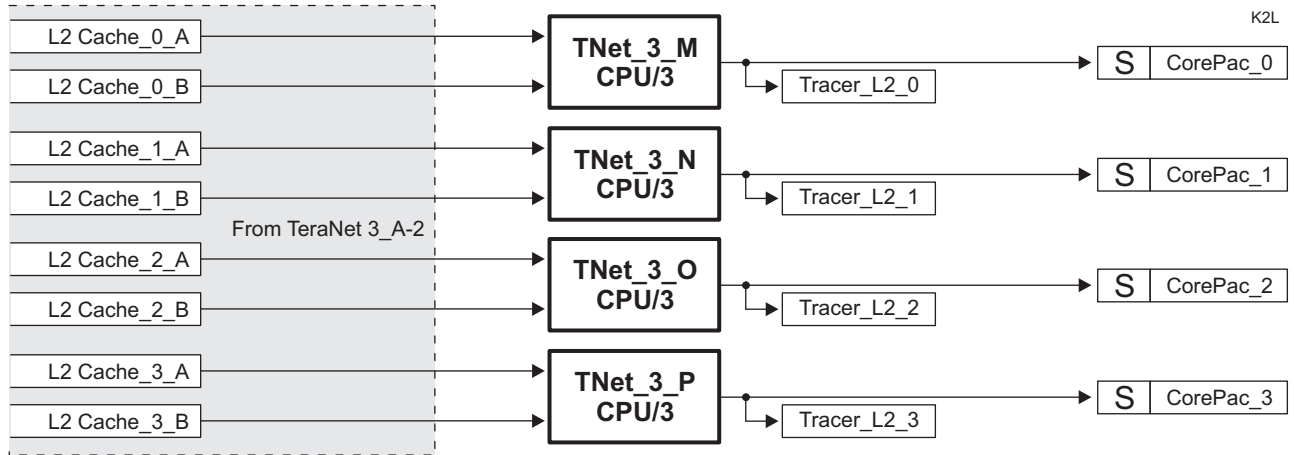 K2L
L2 Cache_0_A
L2 Cache_0_B
TNet_3_M
CPU/3
Tracer_L2_0
S CorePac_0
L2 Cache_1_A
L2 Cache_1_B
TNet_3_N
CPU/3
Tracer_L2_1
S CorePac_1
From TeraNet 3_A-2
L2 Cache_2_A
L2 Cache_2_B
TNet_3_O
CPU/3
Tracer_L2_2
S CorePac_2
L2 Cache_3_A
L2 Cache_3_B
TNet_3_P
CPU/3
Tracer_L2_3
S CorePac_3